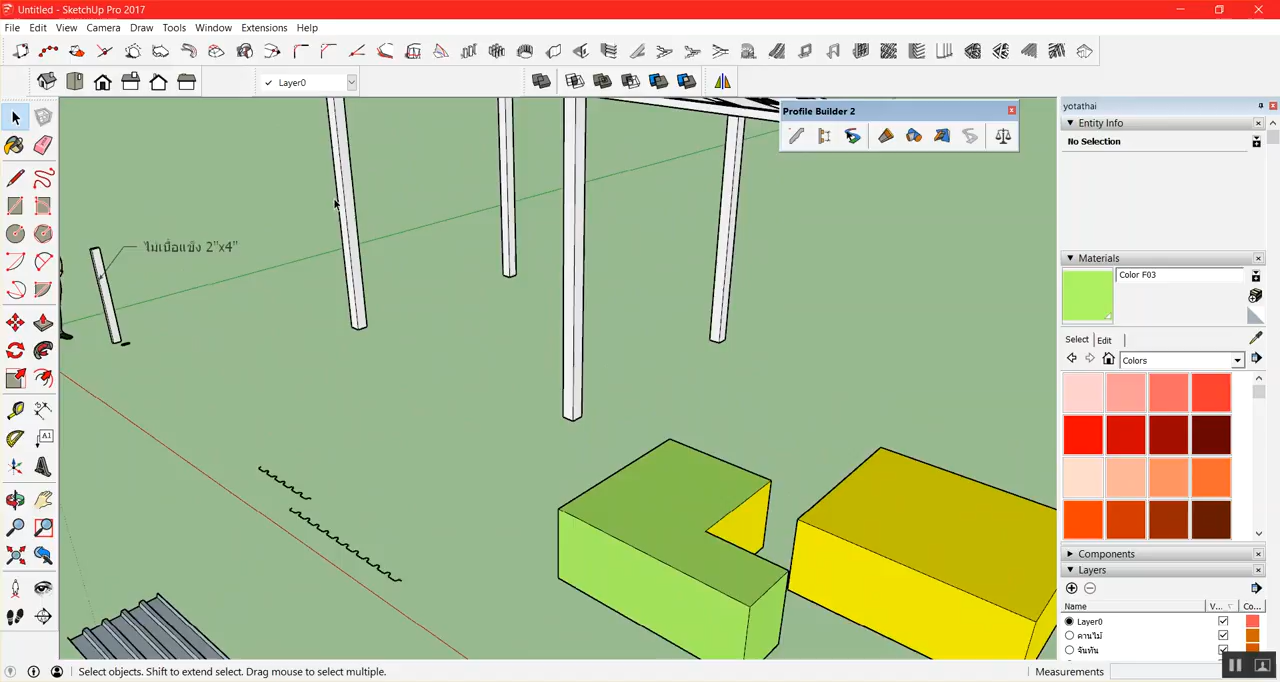 Untitled - SketchUp Pro 2017
File Edit View Camera Draw Tools Window Extensions Help
Layer0
Profile Builder 2
yotathai
Entity Info
No Selection
ไม้เนื้อแข็ง 2"x4"
Materials
Color F03
Select Edit
Colors
A1
Components
Layers
Name V... Co...
Layer0
คานไม้
จันทัน
Select objects. Shift to extend select. Drag mouse to select multiple.
Measurements